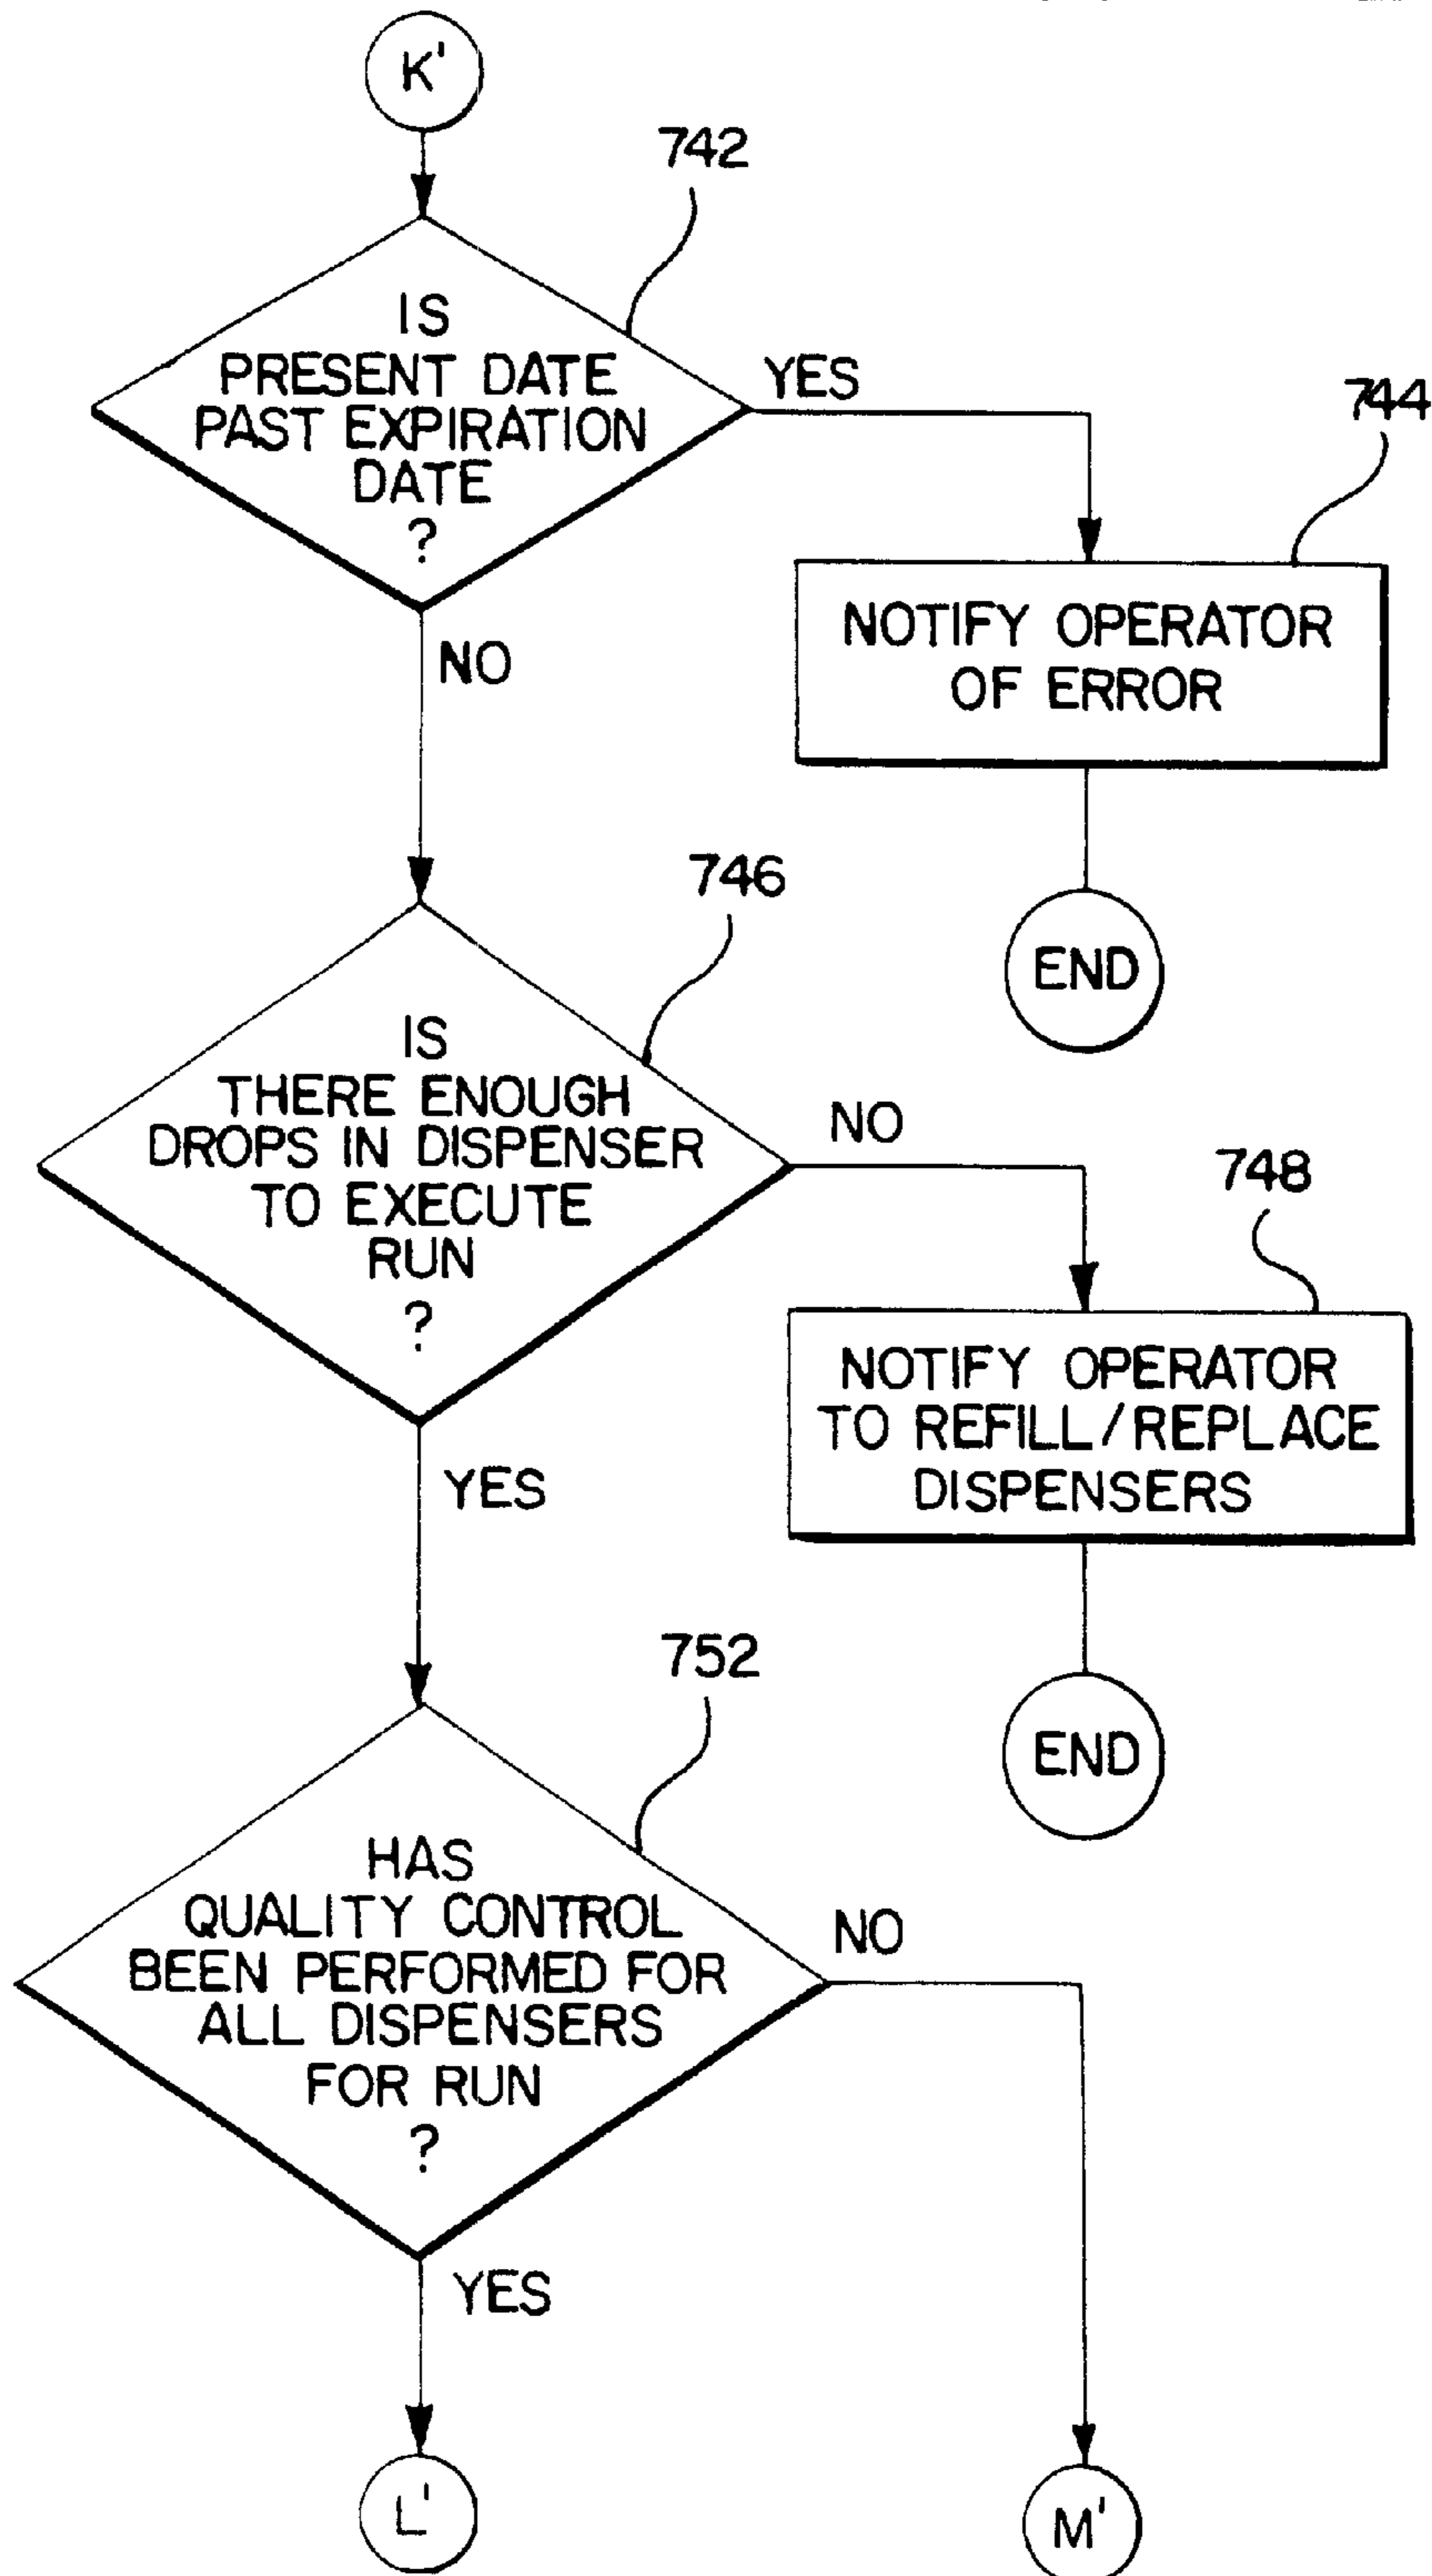 K'
742
IS
PRESENT DATE
PAST EXPIRATION
DATE
?
YES
744
NOTIFY OPERATOR
OF ERROR
NO
END
746
IS
THERE ENOUGH
DROPS IN DISPENSER
TO EXECUTE
RUN
?
NO
748
NOTIFY OPERATOR
TO REFILL/REPLACE
DISPENSERS
YES
END
752
HAS
QUALITY CONTROL
BEEN PERFORMED FOR
ALL DISPENSERS
FOR RUN
?
NO
YES
L'
M'